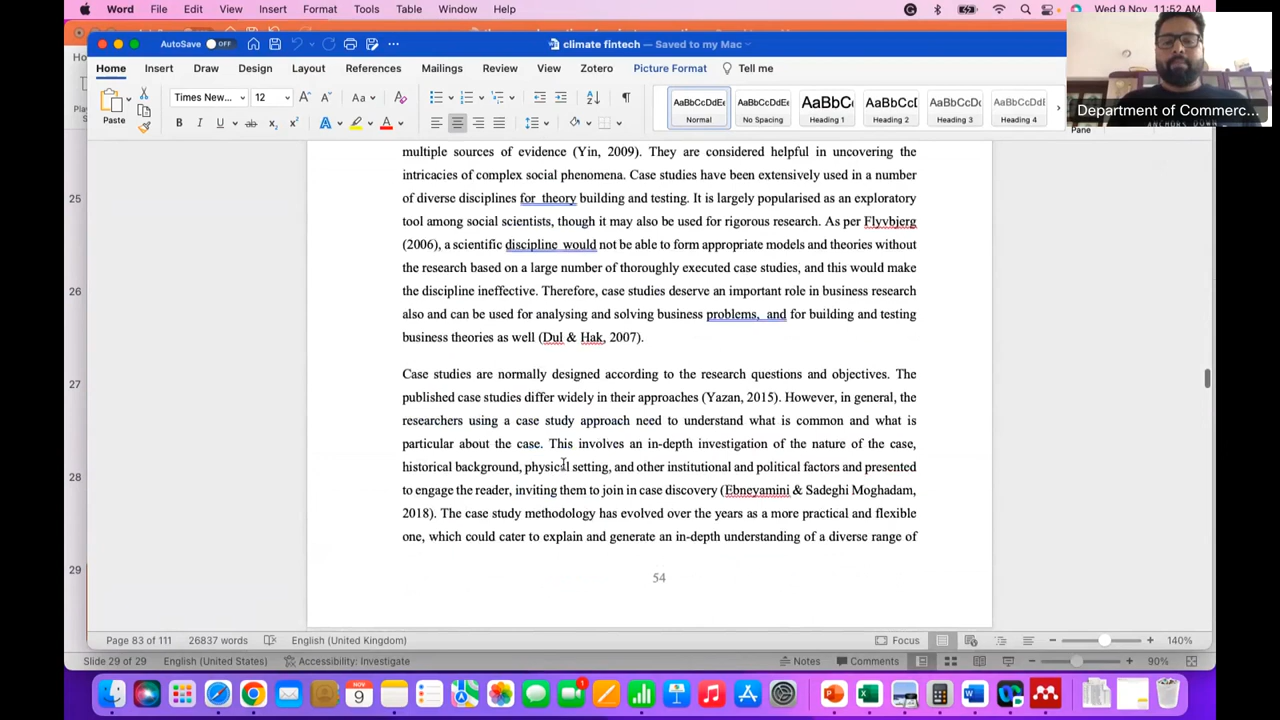 Word File Edit View Insert Format Tools Table Window Help Wed 9 Nov 11:52 AM
AutoSave OFF climate fintech — Saved to my Mac
Home Insert Draw Design Layout References Mailings Review View Zotero Picture Format Tell me
Paste Times New... 12 Aa
B I U ab x₂ x² A A
AaBbCcDdEe AaBbCcDdEe AaBbCc AaBbCcD AaBbCcDdE AaBbCcDdEe
Normal No Spacing Heading 1 Heading 2 Heading 3 Heading 4
Pane
Department of Commerc...
25
26
27
28
29
multiple sources of evidence (Yin, 2009). They are considered helpful in uncovering the
intricacies of complex social phenomena. Case studies have been extensively used in a number
of diverse disciplines for theory building and testing. It is largely popularised as an exploratory
tool among social scientists, though it may also be used for rigorous research. As per Flyvbjerg
(2006), a scientific discipline would not be able to form appropriate models and theories without
the research based on a large number of thoroughly executed case studies, and this would make
the discipline ineffective. Therefore, case studies deserve an important role in business research
also and can be used for analysing and solving business problems, and for building and testing
business theories as well (Dul & Hak, 2007).
Case studies are normally designed according to the research questions and objectives. The
published case studies differ widely in their approaches (Yazan, 2015). However, in general, the
researchers using a case study approach need to understand what is common and what is
particular about the case. This involves an in-depth investigation of the nature of the case,
historical background, physical setting, and other institutional and political factors and presented
to engage the reader, inviting them to join in case discovery (Ebneyamini & Sadeghi Moghadam,
2018). The case study methodology has evolved over the years as a more practical and flexible
one, which could cater to explain and generate an in-depth understanding of a diverse range of
54
Page 83 of 111 26837 words English (United Kingdom) Focus 140%
Slide 29 of 29 English (United States) Accessibility: Investigate Notes Comments 90%
NOV
9
1